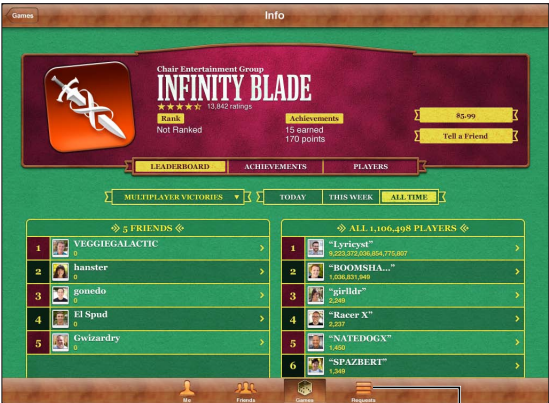 Games
Info
Chair Entertainment Group
INFINITY BLADE
13,842 ratings
Rank
Not Ranked
Achievements
15 earned
170 points
$5.99
Tell a Friend
LEADERBOARD
ACHIEVEMENTS
PLAYERS
MULTIPLAYER VICTORIES
TODAY
THIS WEEK
ALL TIME
5 FRIENDS
1
VEGGIEGALACTIC
0
2
hanster
0
3
gonedo
0
4
El Spud
0
5
Gwizardry
0
ALL 1,106,498 PLAYERS
1
“Lyricyst”
9,223,372,036,854,775,807
2
“BOOMSHA...”
1,036,831,949
3
“girlldr”
2,249
4
“Racer X”
2,237
5
“NATEDOGX”
1,450
6
“SPAZBERT”
1,349
Me
Friends
Games
Requests